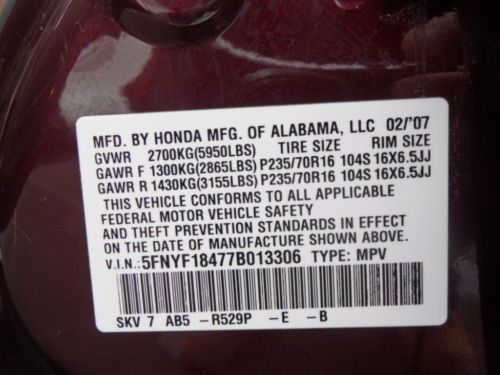 MFD. BY HONDA MFG. OF ALABAMA, LLC 02/'07
GVWR 2700KG(5950LBS) TIRE SIZE RIM SIZE
GAWR F 1300KG(2865LBS) P235/70R16 104S 16X6.5JJ
GAWR R 1430KG(3155LBS) P235/70R16 104S 16X6.5JJ
THIS VEHICLE CONFORMS TO ALL APPLICABLE
FEDERAL MOTOR VEHICLE SAFETY
AND THEFT PREVENTION STANDARDS IN EFFECT
ON THE DATE OF MANUFACTURE SHOWN ABOVE.
V.I.N.: 5FNYF18477B013306 TYPE: MPV
SKV 7 AB5 -R529P -E -B